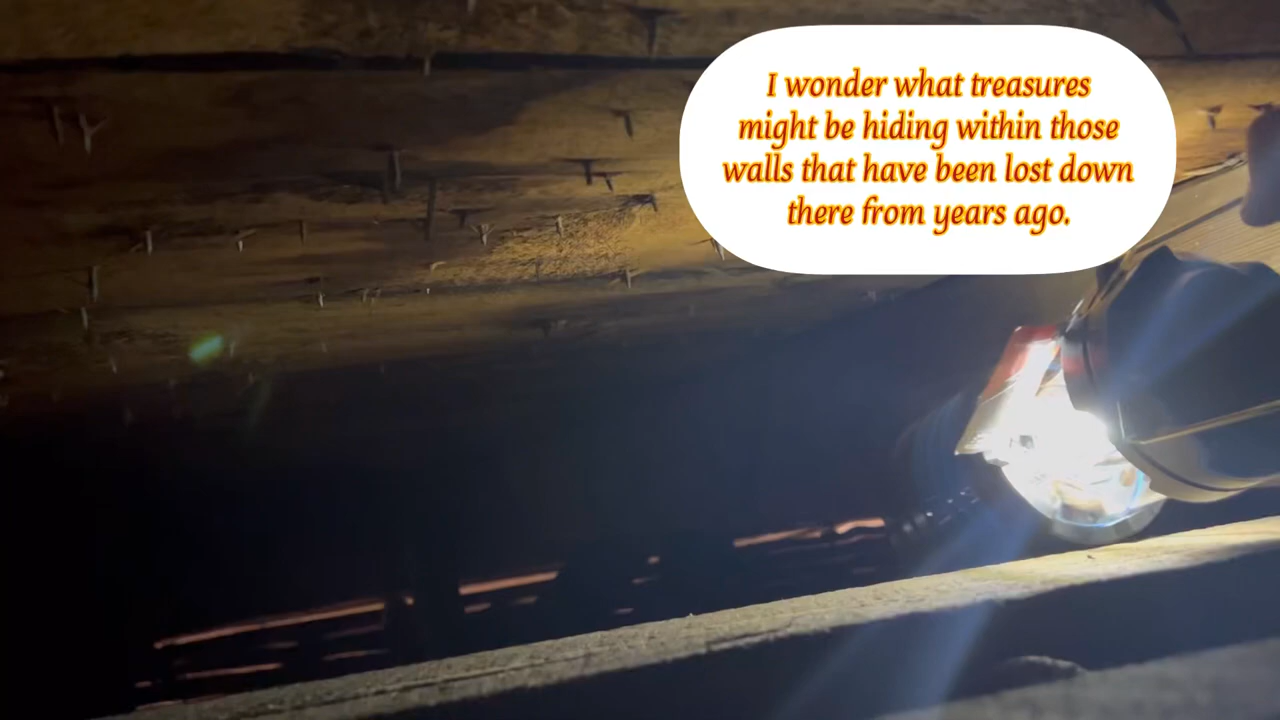 I wonder what treasures
might be hiding within those
walls that have been lost down
there from years ago.